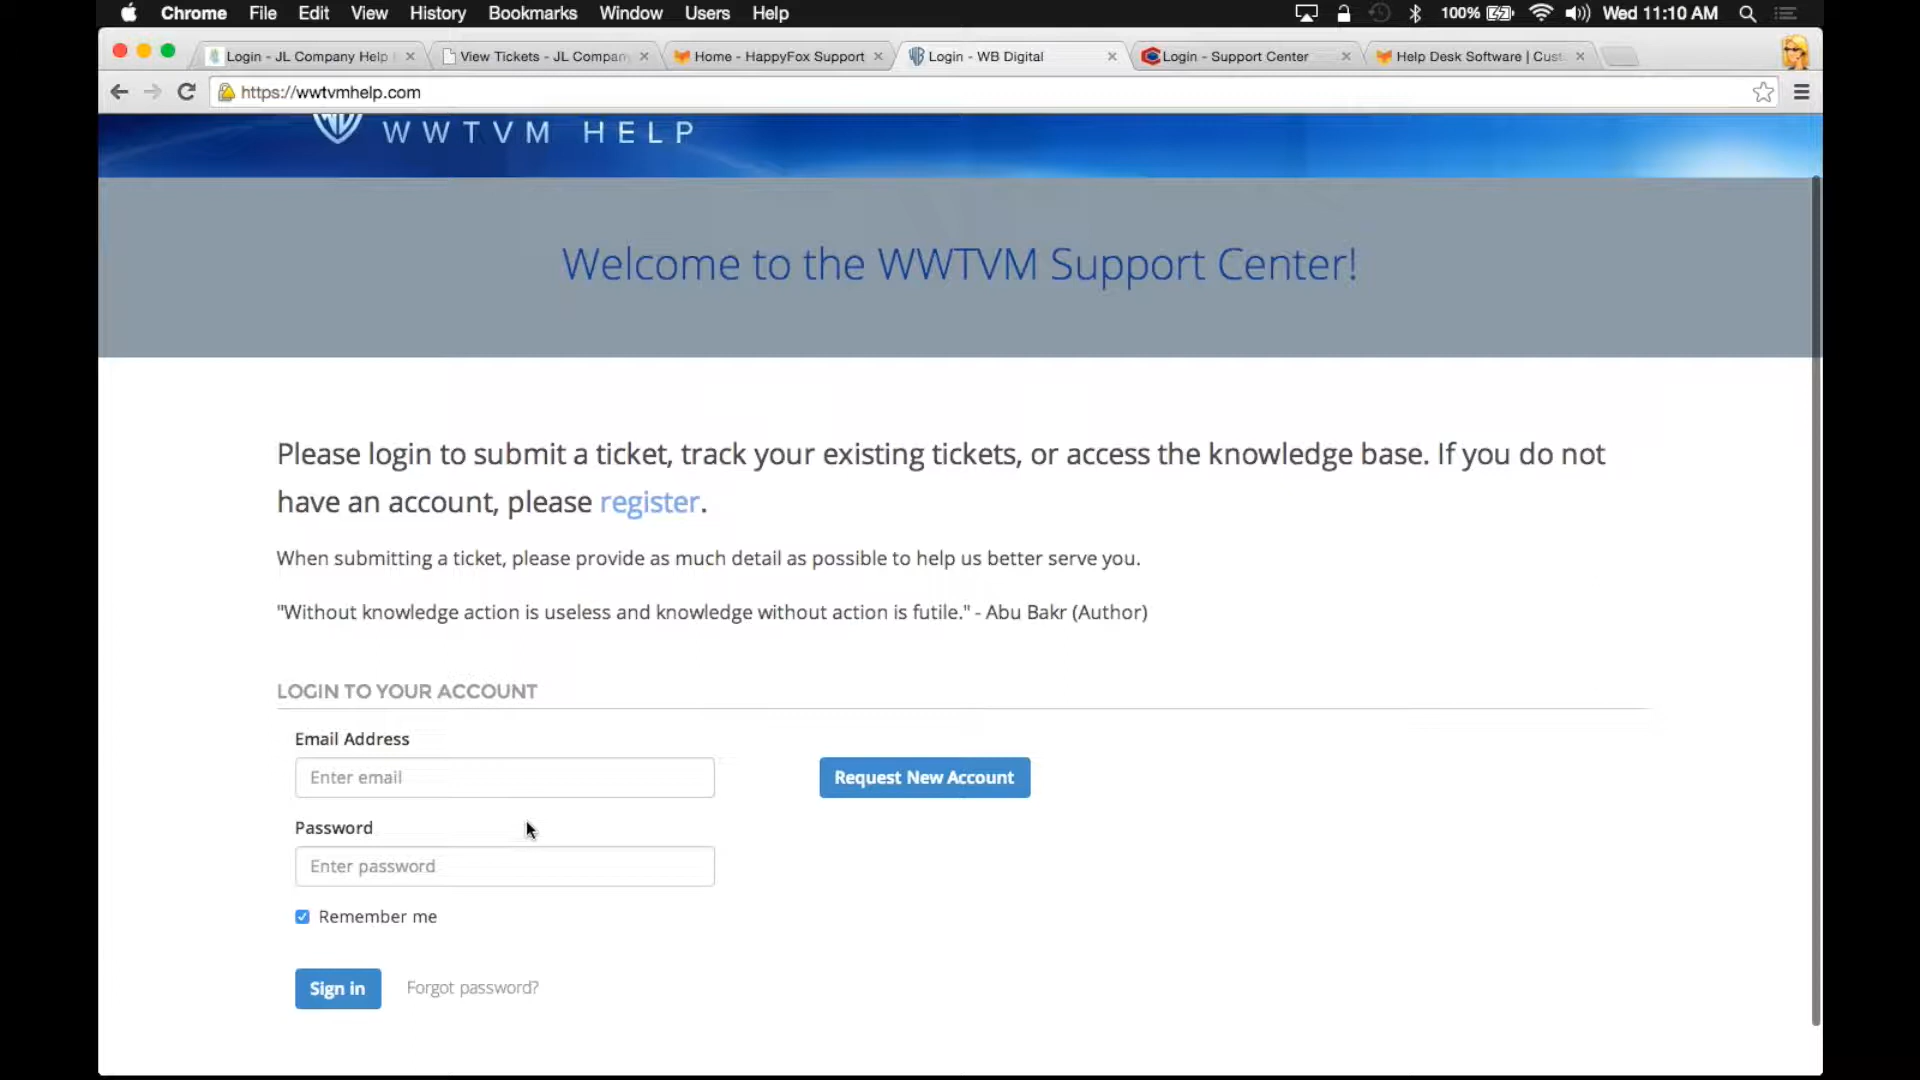 Chrome File Edit View History Bookmarks Window Users Help 100% Wed 11:10 AM
Login - JL Company Help View Tickets - JL Company Home - HappyFox Support Login - WB Digital Login - Support Center Help Desk Software | Cust
https://wwtvmhelp.com
WWTVM HELP
Welcome to the WWTVM Support Center!
Please login to submit a ticket, track your existing tickets, or access the knowledge base. If you do not
have an account, please register.
When submitting a ticket, please provide as much detail as possible to help us better serve you.
"Without knowledge action is useless and knowledge without action is futile." - Abu Bakr (Author)
LOGIN TO YOUR ACCOUNT
Email Address
Enter email Request New Account
Password
Enter password
Remember me
Sign in Forgot password?